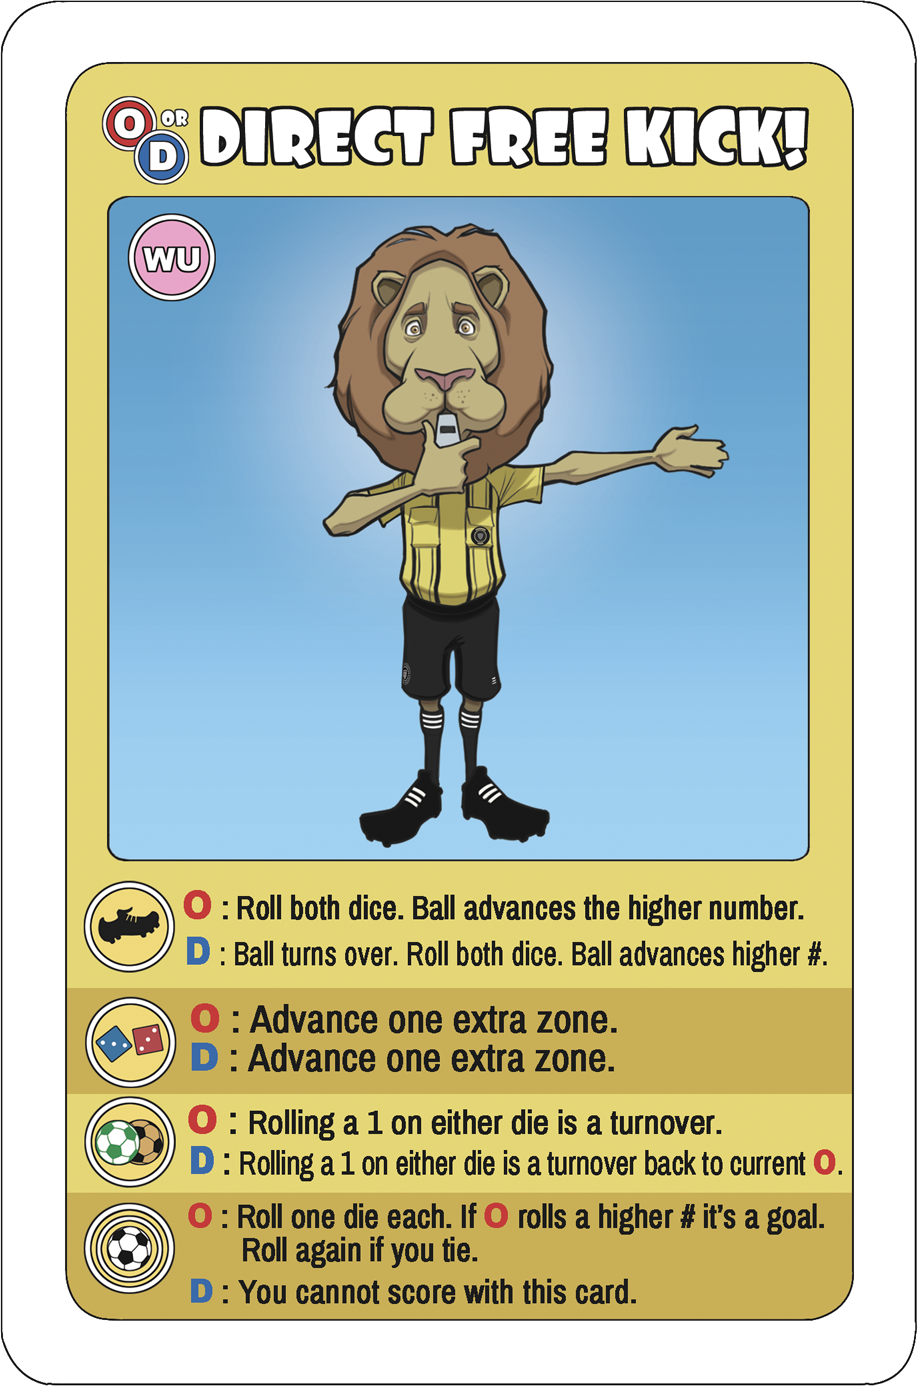 O OR D DIRECT FREE KICK!
WU
O : Roll both dice. Ball advances the higher number.
D : Ball turns over. Roll both dice. Ball advances higher #.
O : Advance one extra zone.
D : Advance one extra zone.
O : Rolling a 1 on either die is a turnover.
D : Rolling a 1 on either die is a turnover back to current O.
O : Roll one die each. If O rolls a higher # it's a goal.
Roll again if you tie.
D : You cannot score with this card.